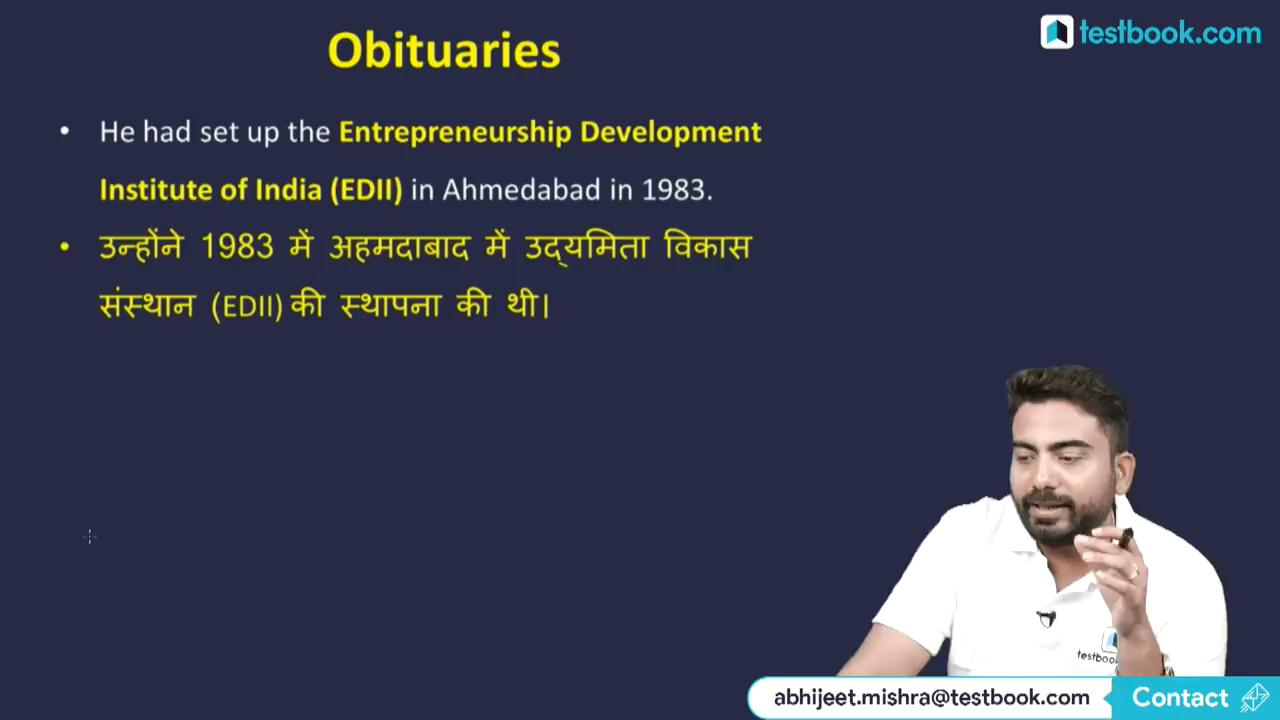 Obituaries
testbook.com
• He had set up the Entrepreneurship Development
Institute of India (EDII) in Ahmedabad in 1983.
• उन्होंने 1983 में अहमदाबाद में उद्यमिता विकास
संस्थान (EDII) की स्थापना की थी।
testbook
abhijeet.mishra@testbook.com
Contact